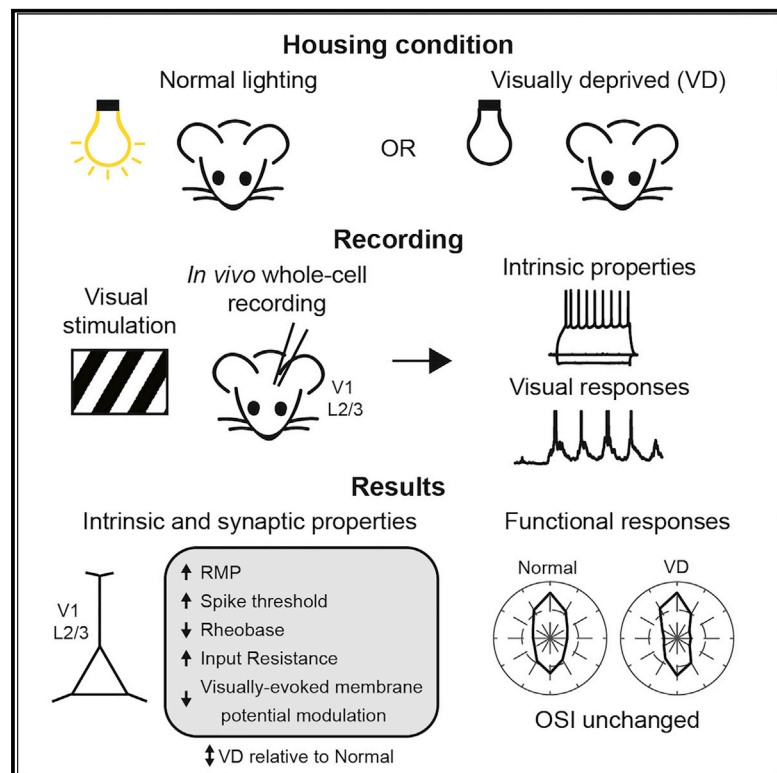 Housing condition
Normal lighting
OR
Visually deprived (VD)
Recording
Visual
stimulation
In vivo whole-cell
recording
V1
L2/3
Intrinsic properties
Visual responses
Results
Intrinsic and synaptic properties
V1
L2/3
↑ RMP
↑ Spike threshold
↓ Rheobase
↑ Input Resistance
↓ Visually-evoked membrane
potential modulation
↕ VD relative to Normal
Functional responses
Normal
VD
OSI unchanged